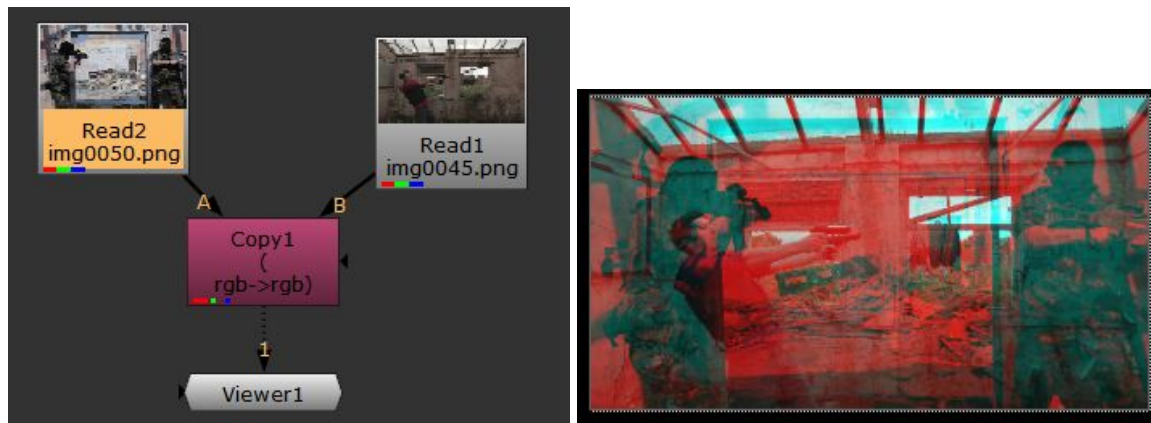 Read2
img0050.png
Read1
img0045.png
A
B
Copy1
(
rgb->rgb)
1
Viewer1